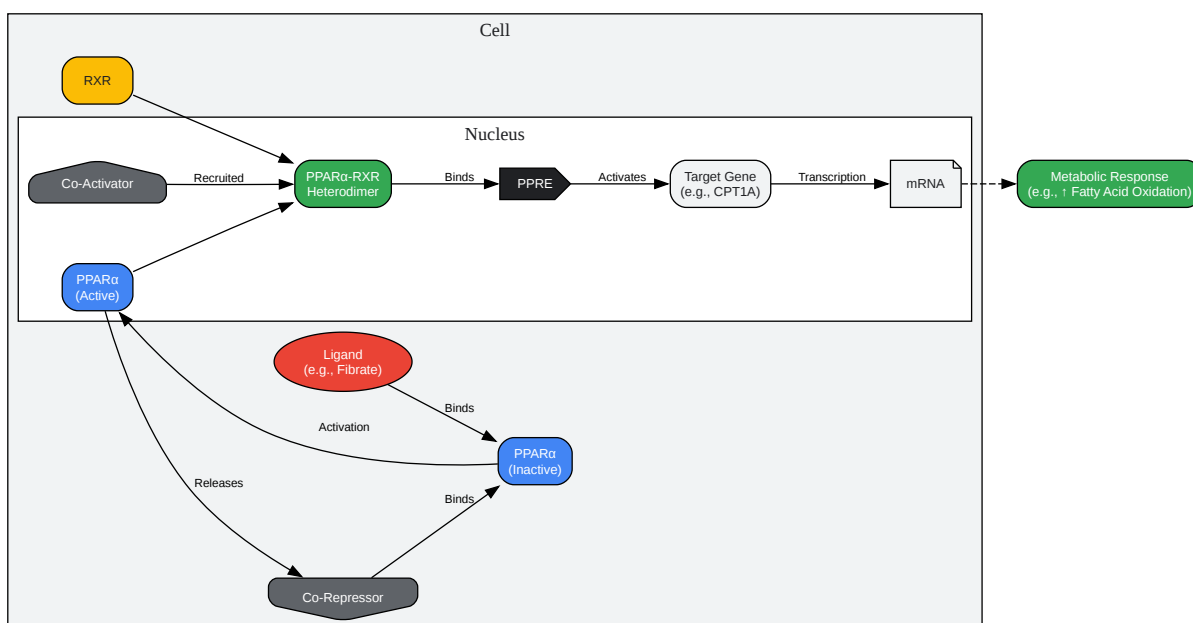 Cell
RXR
Nucleus
Co-Activator
Recruited
PPARα-RXR
Heterodimer
Binds
PPRE
Activates
Target Gene
(e.g., CPT1A)
Transcription
mRNA
Metabolic Response
(e.g., ↑ Fatty Acid Oxidation)
PPARα
(Active)
Ligand
(e.g., Fibrate)
Binds
Activation
PPARα
(Inactive)
Releases
Binds
Co-Repressor